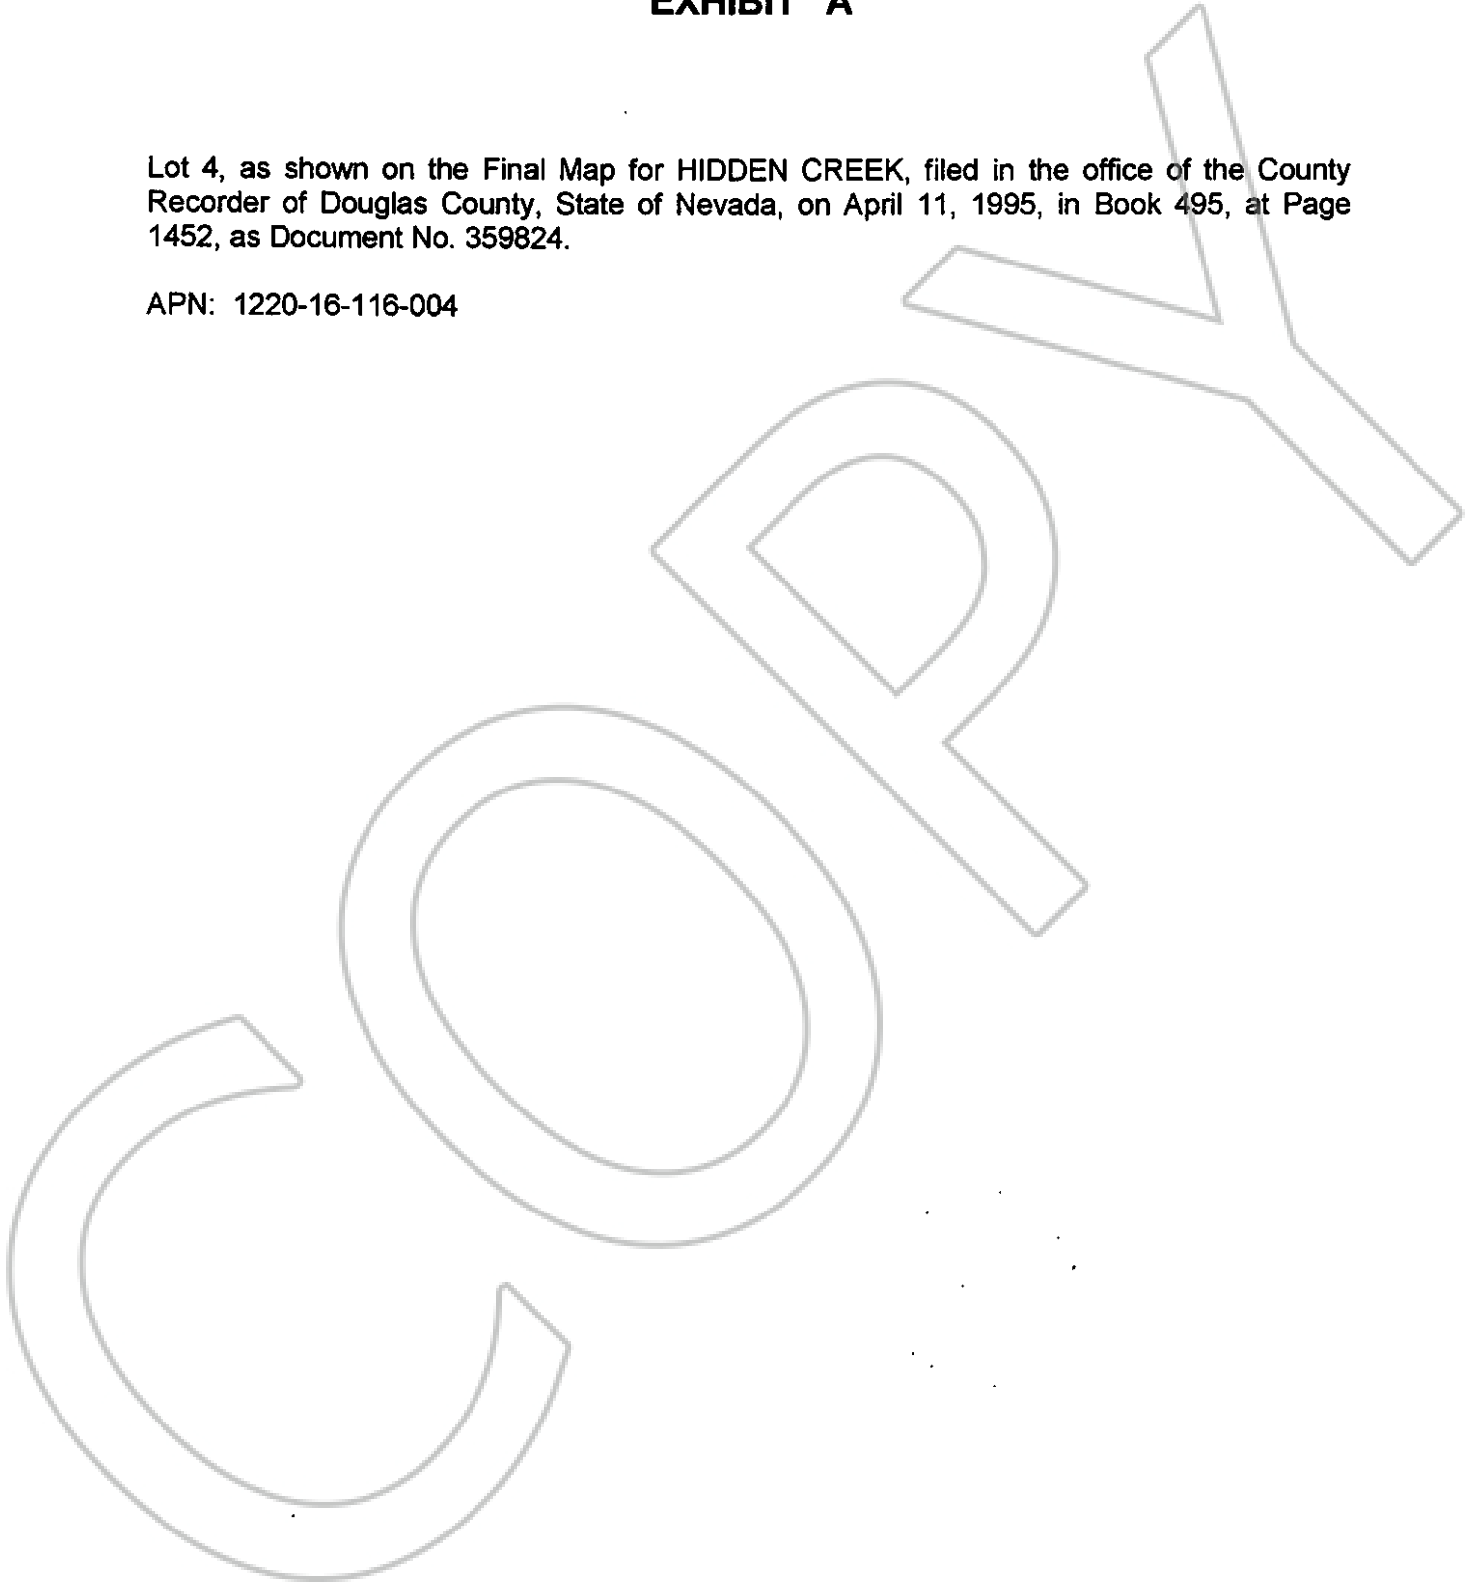 EXHIBIT "A"
Lot 4, as shown on the Final Map for HIDDEN CREEK, filed in the office of the County
Recorder of Douglas County, State of Nevada, on April 11, 1995, in Book 495, at Page
1452, as Document No. 359824.
APN: 1220-16-116-004
COPY